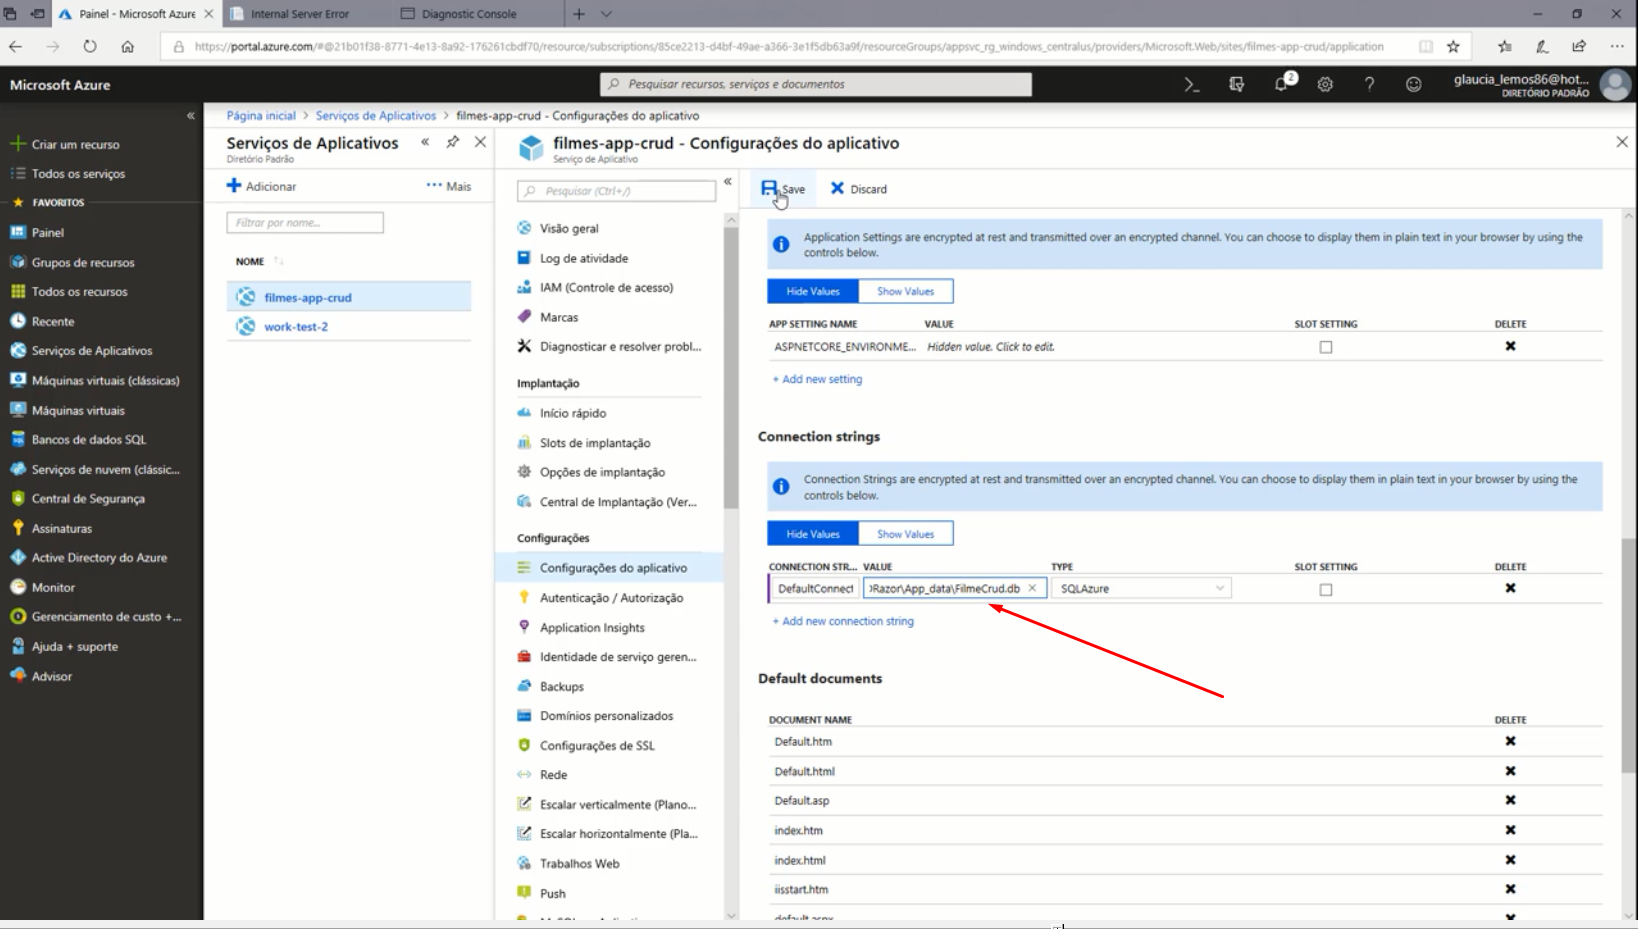 Painel - Microsoft Azure
Internal Server Error
Diagnostic Console
https://portal.azure.com/#@21b01f38-8771-4e13-8a92-176261cbdf70/resource/subscriptions/85ce2213-d4bf-49ae-a366-3e1f5db63a9f/resourceGroups/appsvc_rg_windows_centralus/providers/Microsoft.Web/sites/filmes-app-crud/application
Microsoft Azure
Pesquisar recursos, serviços e documentos
2
glaucia_lemos86@hot...
DIRETÓRIO PADRÃO
Criar um recurso
Todos os serviços
FAVORITOS
Painel
Grupos de recursos
Todos os recursos
Recente
Serviços de Aplicativos
Máquinas virtuais (clássicas)
Máquinas virtuais
Bancos de dados SQL
Serviços de nuvem (clássic...
Central de Segurança
Assinaturas
Active Directory do Azure
Monitor
Gerenciamento de custo +...
Ajuda + suporte
Advisor
Página inicial > Serviços de Aplicativos > filmes-app-crud - Configurações do aplicativo
Serviços de Aplicativos
Diretório Padrão
Adicionar
Mais
Filtrar por nome...
NOME
filmes-app-crud
work-test-2
filmes-app-crud - Configurações do aplicativo
Serviço de Aplicativo
Pesquisar (Ctrl+/)
Visão geral
Log de atividade
IAM (Controle de acesso)
Marcas
Diagnosticar e resolver probl...
Implantação
Início rápido
Slots de implantação
Opções de implantação
Central de Implantação (Ver...
Configurações
Configurações do aplicativo
Autenticação / Autorização
Application Insights
Identidade de serviço geren...
Backups
Domínios personalizados
Configurações de SSL
Rede
Escalar verticalmente (Plano...
Escalar horizontalmente (Pla...
Trabalhos Web
Push
Save
Discard
Application Settings are encrypted at rest and transmitted over an encrypted channel. You can choose to display them in plain text in your browser by using the
controls below.
Hide Values
Show Values
APP SETTING NAME
VALUE
SLOT SETTING
DELETE
ASPNETCORE_ENVIRONME...
Hidden value. Click to edit.
+ Add new setting
Connection strings
Connection Strings are encrypted at rest and transmitted over an encrypted channel. You can choose to display them in plain text in your browser by using the
controls below.
Hide Values
Show Values
CONNECTION STR...
VALUE
TYPE
SLOT SETTING
DELETE
DefaultConnect
Razor\App_data\FilmeCrud.db
SQLAzure
+ Add new connection string
Default documents
DOCUMENT NAME
DELETE
Default.htm
Default.html
Default.asp
index.htm
index.html
iisstart.htm
default.aspx